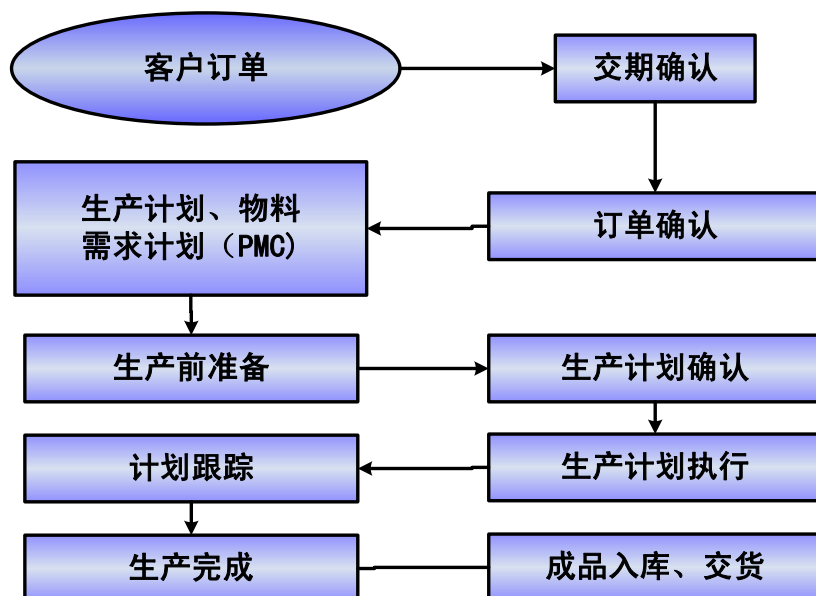 客户订单
交期确认
订单确认
生产计划、物料
需求计划（PMC)
生产前准备
生产计划确认
生产计划执行
计划跟踪
生产完成
成品入库、交货